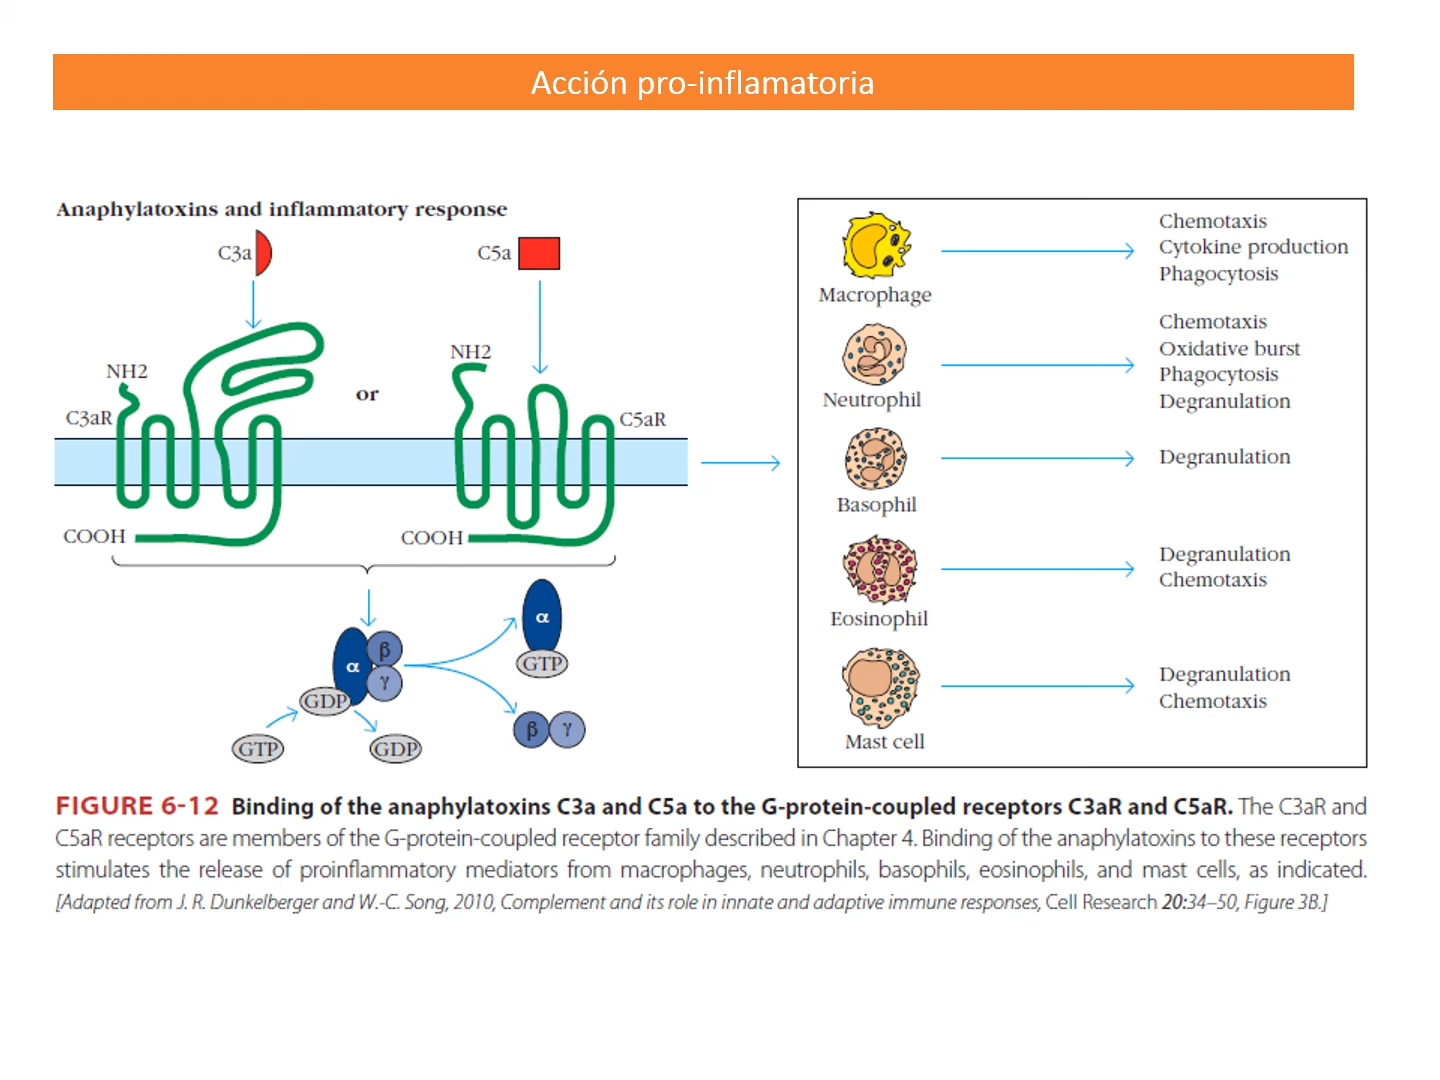 Acción pro-inflamatoria
Anaphylatoxins and inflammatory response
C3a
C5a
NH2
NH2
C3aR
or
C5aR
COOH
COOH
α
β
γ
GDP
GTP
GDP
α
GTP
β
γ
Macrophage
Chemotaxis
Cytokine production
Phagocytosis
Neutrophil
Chemotaxis
Oxidative burst
Phagocytosis
Degranulation
Basophil
Degranulation
Eosinophil
Degranulation
Chemotaxis
Mast cell
Degranulation
Chemotaxis
FIGURE 6-12 Binding of the anaphylatoxins C3a and C5a to the G-protein-coupled receptors C3aR and C5aR. The C3aR and
C5aR receptors are members of the G-protein-coupled receptor family described in Chapter 4. Binding of the anaphylatoxins to these receptors
stimulates the release of proinflammatory mediators from macrophages, neutrophils, basophils, eosinophils, and mast cells, as indicated.
[Adapted from J. R. Dunkelberger and W.-C. Song, 2010, Complement and its role in innate and adaptive immune responses, Cell Research 20:34–50, Figure 3B.]